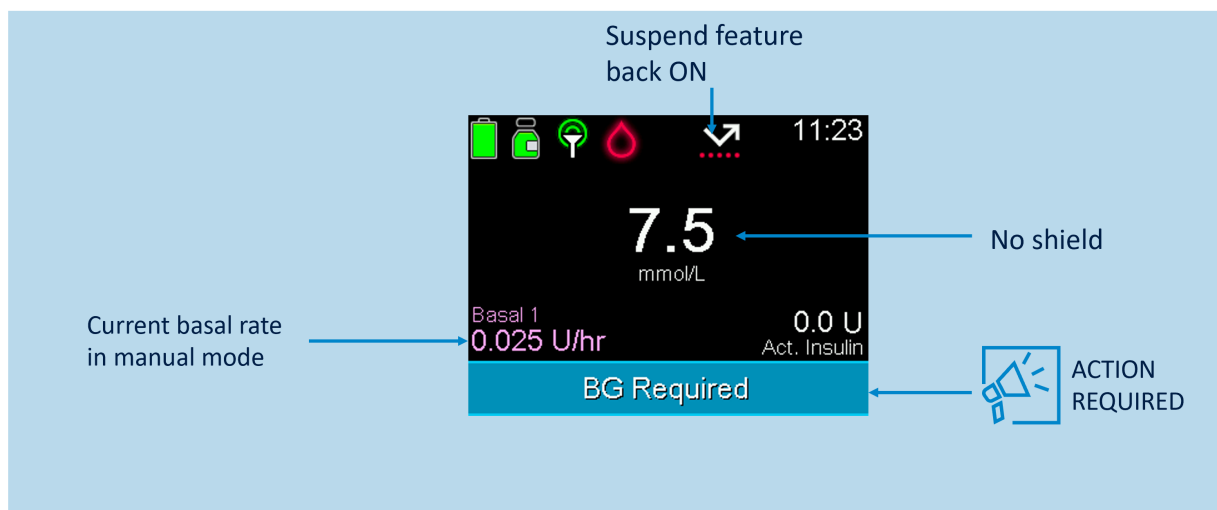 Suspend feature
back ON
11:23
7.5
mmol/L
No shield
Current basal rate
in manual mode
Basal 1
0.025 U/hr
0.0 U
Act. Insulin
BG Required
ACTION
REQUIRED